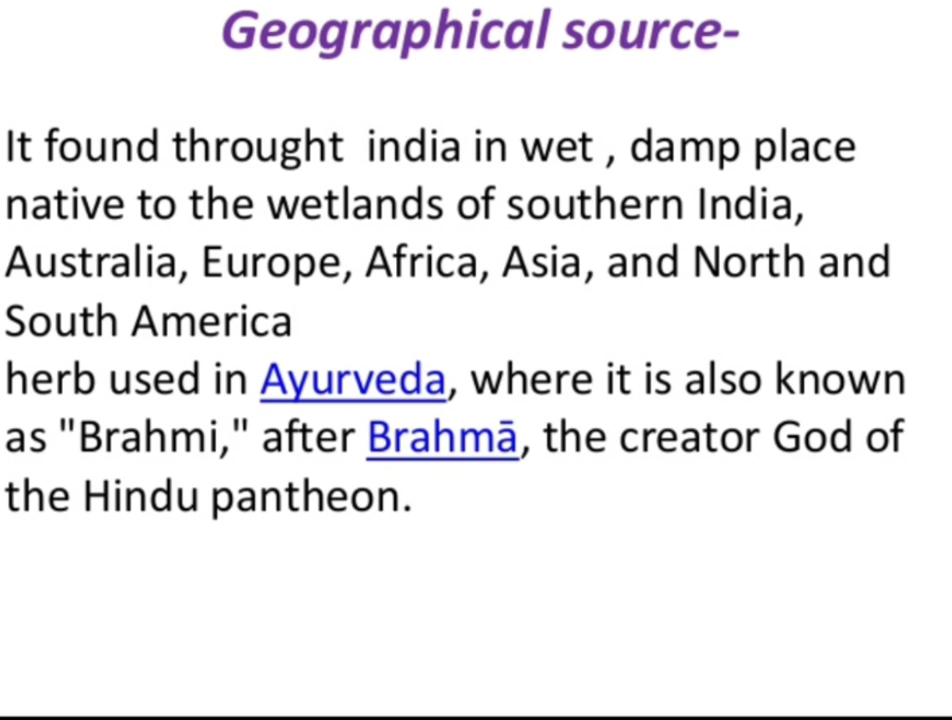 Geographical source-
It found throught india in wet , damp place
native to the wetlands of southern India,
Australia, Europe, Africa, Asia, and North and
South America
herb used in Ayurveda, where it is also known
as "Brahmi," after Brahmā, the creator God of
the Hindu pantheon.